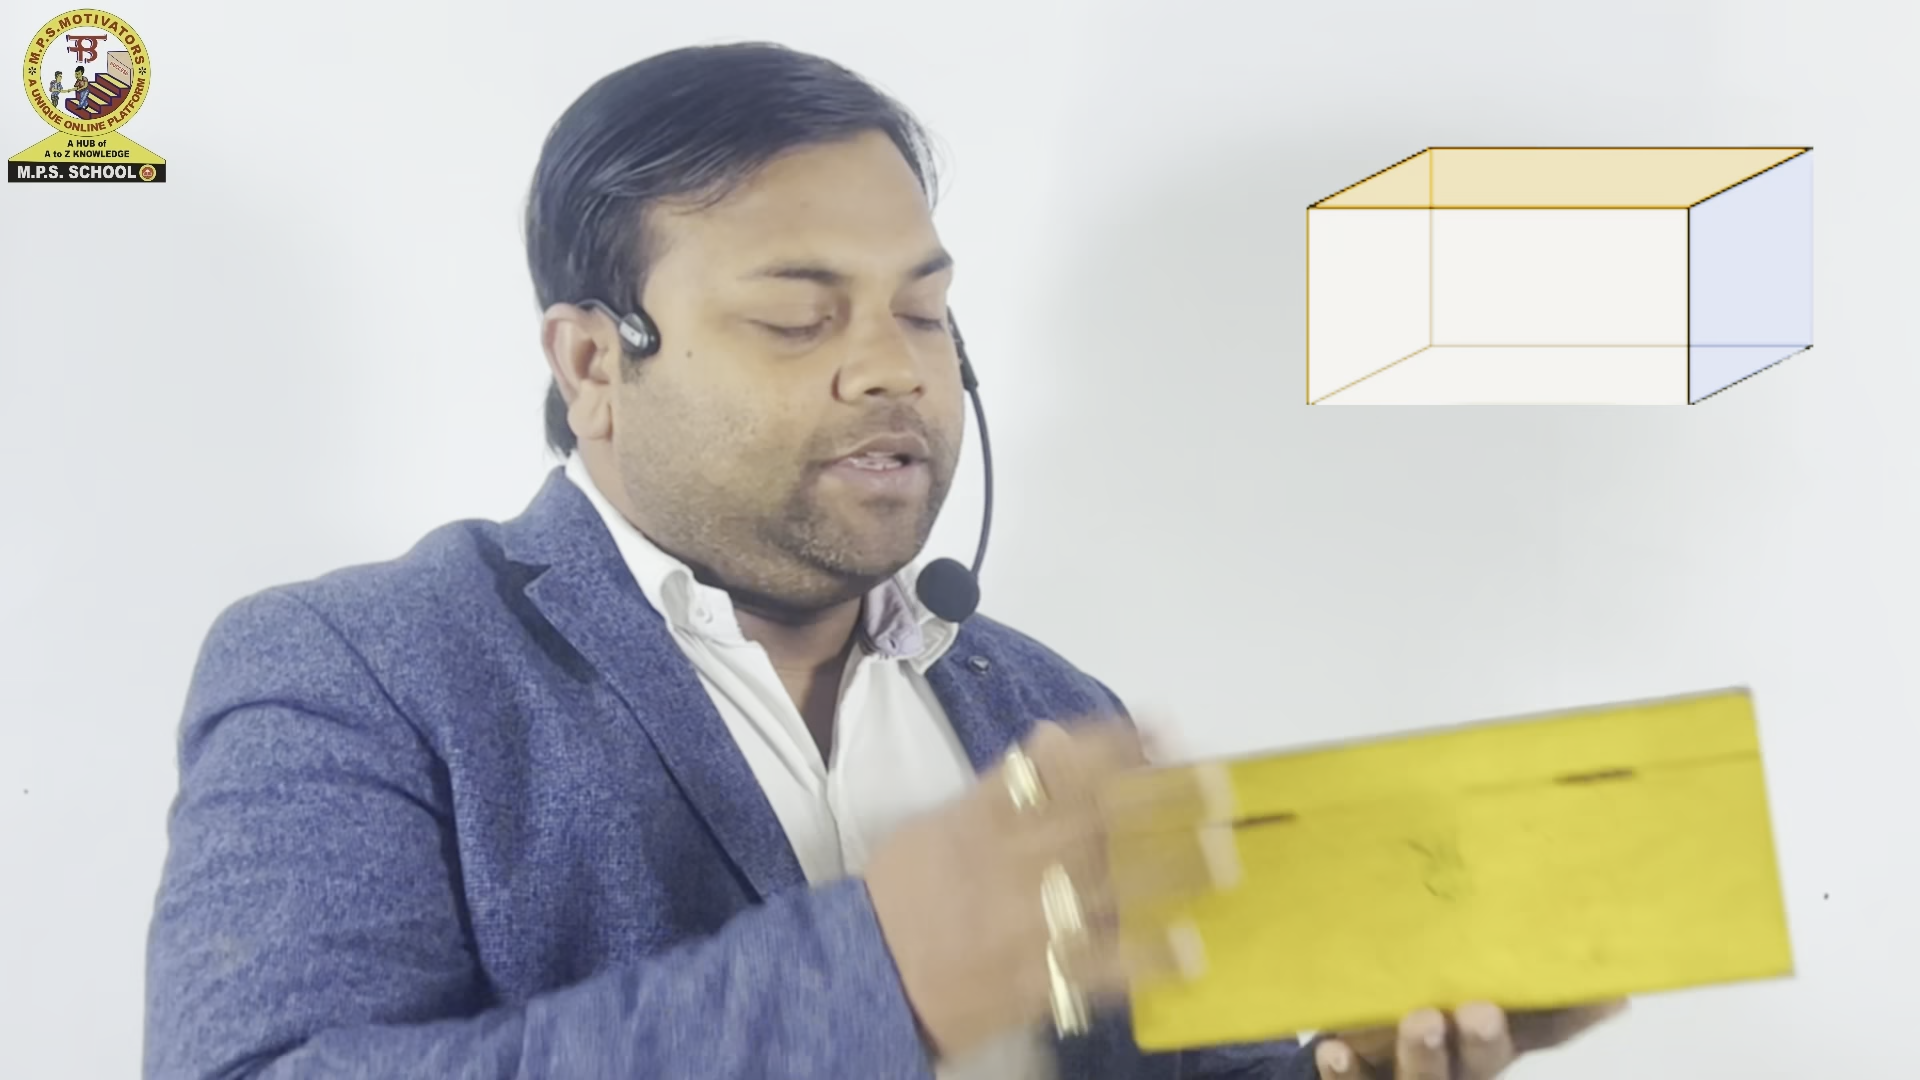 M.P.S. MOTIVATORS
A UNIQUE ONLINE PLATFORM
A HUB of
A to Z KNOWLEDGE
M.P.S. SCHOOL